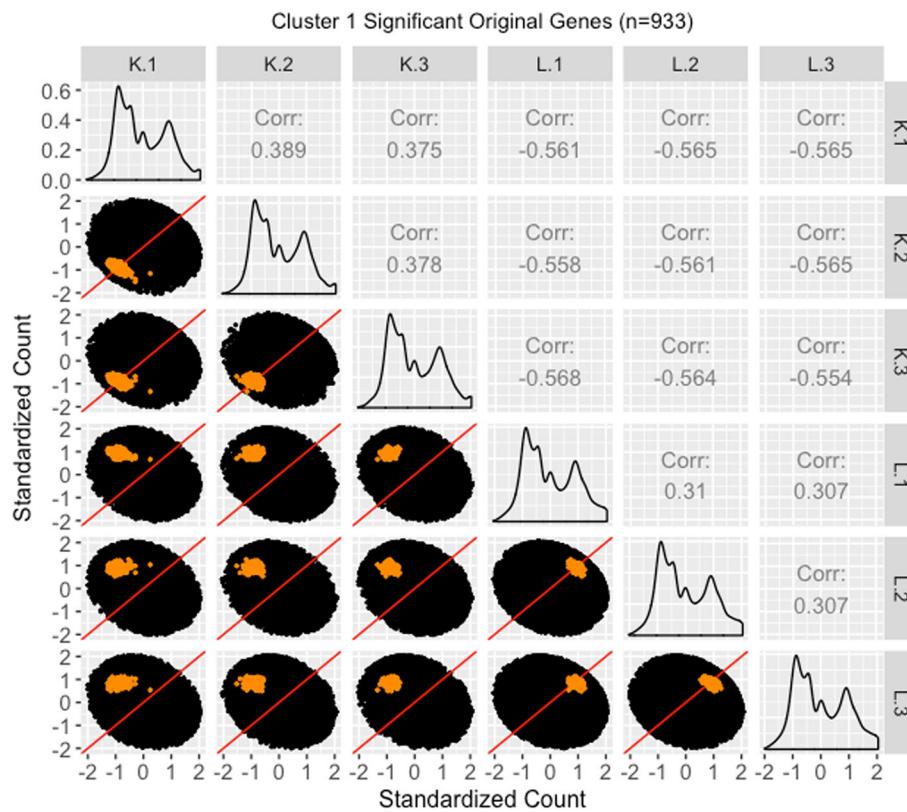 Cluster 1 Significant Original Genes (n=933)
K.1 K.2 K.3 L.1 L.2 L.3
0.6
0.4
0.2
0.0
Corr:
0.389
Corr:
0.375
Corr:
-0.561
Corr:
-0.565
Corr:
-0.565
K.1
2
1
0
-1
-2
Corr:
0.378
Corr:
-0.558
Corr:
-0.561
Corr:
-0.565
K.2
2
1
0
-1
-2
Corr:
-0.568
Corr:
-0.564
Corr:
-0.554
K.3
2
1
0
-1
-2
Corr:
0.31
Corr:
0.307
L.1
2
1
0
-1
-2
Corr:
0.307
L.2
2
1
0
-1
-2
L.3
-2 -1 0 1 2 -2 -1 0 1 2 -2 -1 0 1 2 -2 -1 0 1 2 -2 -1 0 1 2 -2 -1 0 1 2
Standardized Count
Standardized Count